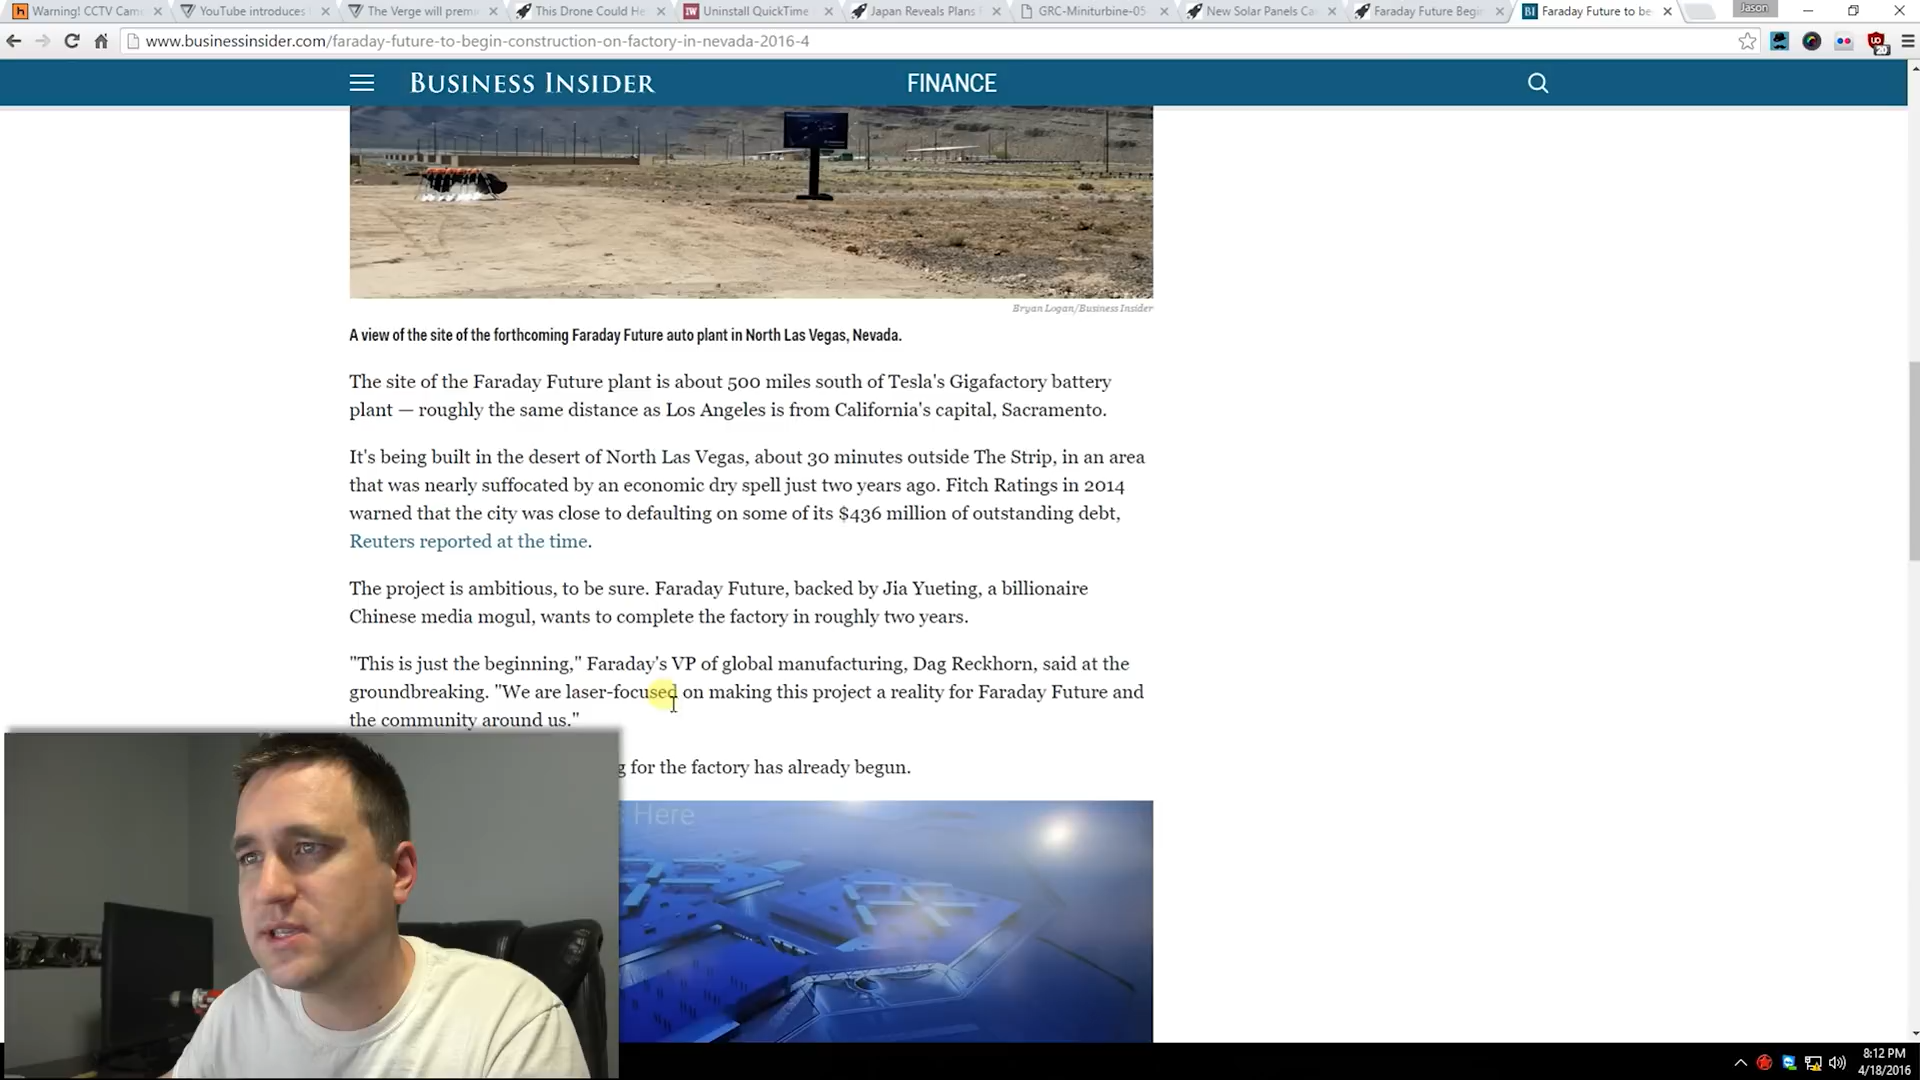 Warning! CCTV Cam
YouTube introduces
The Verge will premi
This Drone Could He
Uninstall QuickTime
Japan Reveals Plans
GRC-Miniturbine-05
New Solar Panels Ca
Faraday Future Begi
BI Faraday Future to be
Jason
www.businessinsider.com/faraday-future-to-begin-construction-on-factory-in-nevada-2016-4
BUSINESS INSIDER
FINANCE
Bryan Logan/Business Insider
A view of the site of the forthcoming Faraday Future auto plant in North Las Vegas, Nevada.
The site of the Faraday Future plant is about 500 miles south of Tesla's Gigafactory battery
plant — roughly the same distance as Los Angeles is from California's capital, Sacramento.
It's being built in the desert of North Las Vegas, about 30 minutes outside The Strip, in an area
that was nearly suffocated by an economic dry spell just two years ago. Fitch Ratings in 2014
warned that the city was close to defaulting on some of its $436 million of outstanding debt,
Reuters reported at the time.
The project is ambitious, to be sure. Faraday Future, backed by Jia Yueting, a billionaire
Chinese media mogul, wants to complete the factory in roughly two years.
"This is just the beginning," Faraday's VP of global manufacturing, Dag Reckhorn, said at the
groundbreaking. "We are laser-focused on making this project a reality for Faraday Future and
the community around us."
g for the factory has already begun.
Here
8:12 PM
4/18/2016